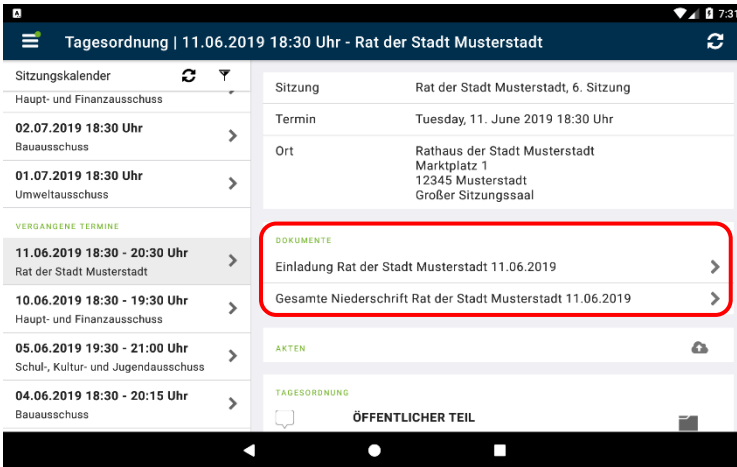 7:31
Tagesordnung | 11.06.2019 18:30 Uhr - Rat der Stadt Musterstadt
Sitzungskalender
Haupt- und Finanzausschuss
02.07.2019 18:30 Uhr
Bauausschuss
01.07.2019 18:30 Uhr
Umweltausschuss
VERGANGENE TERMINE
11.06.2019 18:30 - 20:30 Uhr
Rat der Stadt Musterstadt
10.06.2019 18:30 - 19:30 Uhr
Haupt- und Finanzausschuss
05.06.2019 19:30 - 21:00 Uhr
Schul-, Kultur- und Jugendausschuss
04.06.2019 18:30 - 20:15 Uhr
Bauausschuss
Sitzung Rat der Stadt Musterstadt, 6. Sitzung
Termin Tuesday, 11. June 2019 18:30 Uhr
Ort Rathaus der Stadt Musterstadt
Marktplatz 1
12345 Musterstadt
Großer Sitzungssaal
DOKUMENTE
Einladung Rat der Stadt Musterstadt 11.06.2019
Gesamte Niederschrift Rat der Stadt Musterstadt 11.06.2019
AKTEN
TAGESORDNUNG
ÖFFENTLICHER TEIL